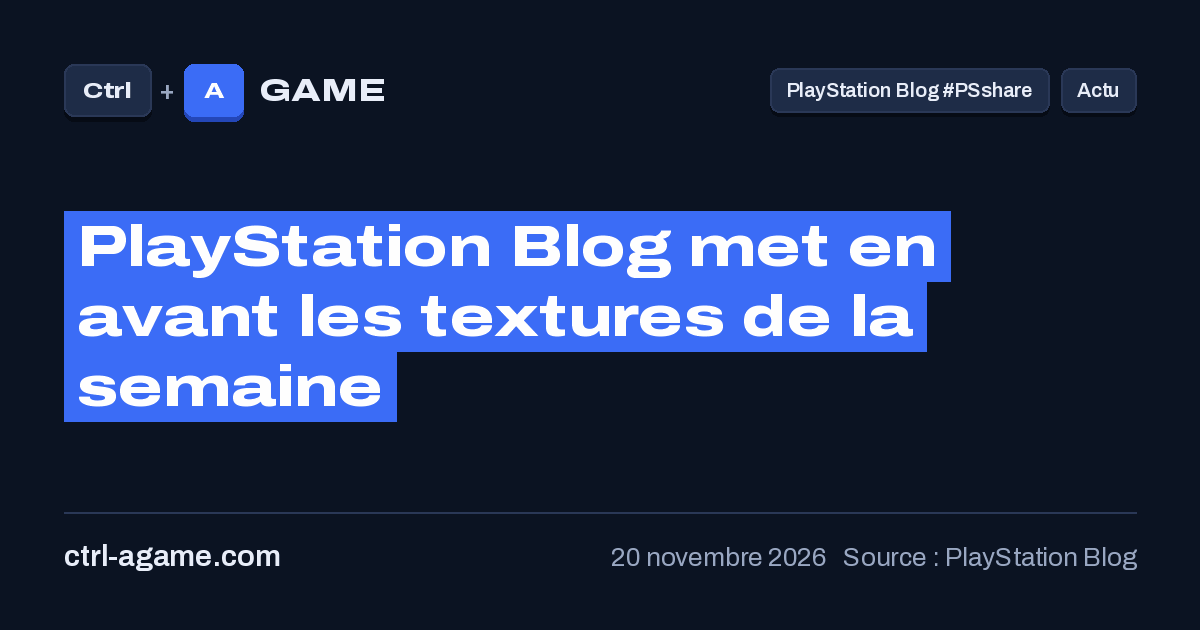 Ctrl + A GAME
PlayStation Blog #PSshare
Actu
PlayStation Blog met en
avant les textures de la
semaine
ctrl-agame.com
20 novembre 2026 Source : PlayStation Blog